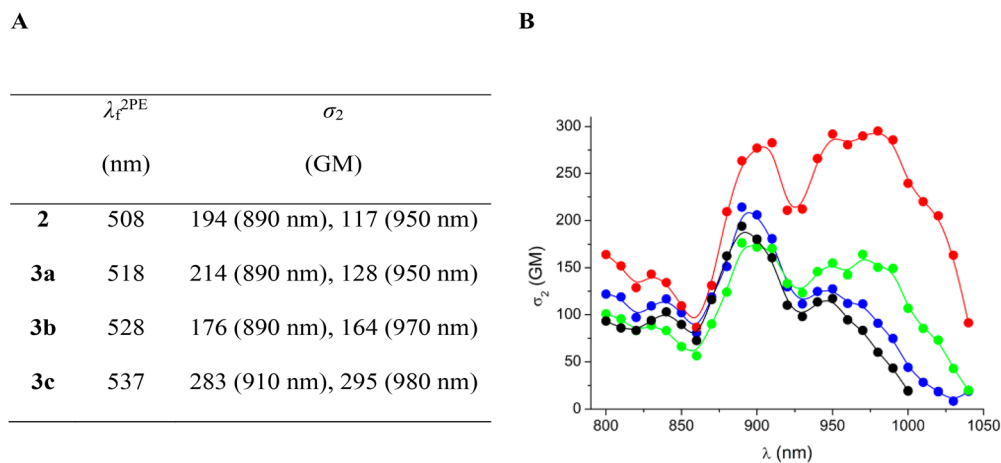 A
λf2PE σ2
(nm) (GM)
2 508 194 (890 nm), 117 (950 nm)
3a 518 214 (890 nm), 128 (950 nm)
3b 528 176 (890 nm), 164 (970 nm)
3c 537 283 (910 nm), 295 (980 nm)
B
σ2 (GM)
300
250
200
150
100
50
0
800 850 900 950 1000 1050
λ (nm)